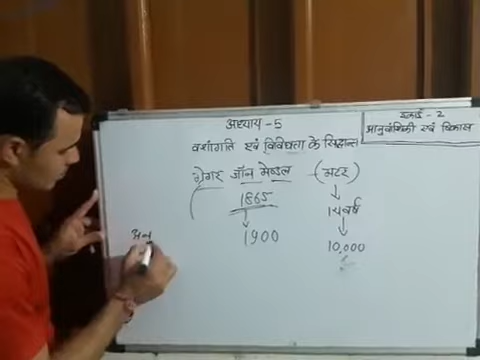 अध्याय -5
इकाई - 2
आनुवंशिकी एवं विकास
वंशागति एवं विविधता के सिद्धान्त
ग्रेगर जॉन मेण्डल (मटर)
1865
14 वर्ष
1900
10,000